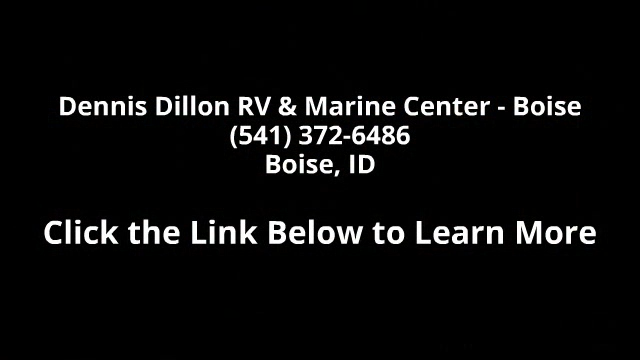 Dennis Dillon RV & Marine Center - Boise
(541) 372-6486
Boise, ID
Click the Link Below to Learn More